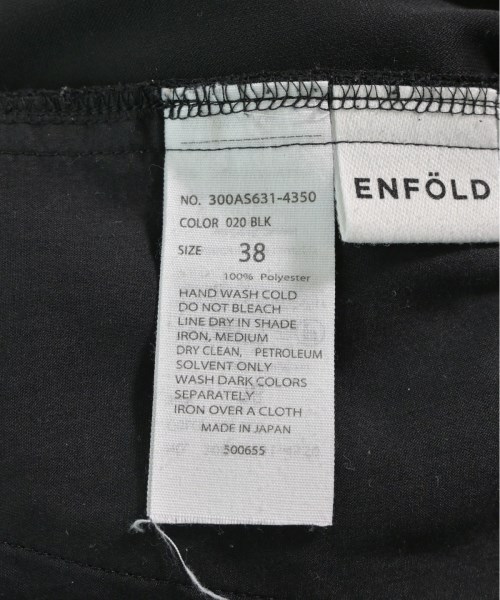 NO. 300AS631-4350
COLOR 020 BLK
SIZE 38
100% Polyester
HAND WASH COLD
DO NOT BLEACH
LINE DRY IN SHADE
IRON, MEDIUM
DRY CLEAN, PETROLEUM
SOLVENT ONLY
WASH DARK COLORS
SEPARATELY
IRON OVER A CLOTH
MADE IN JAPAN
300655
ENFÖLD